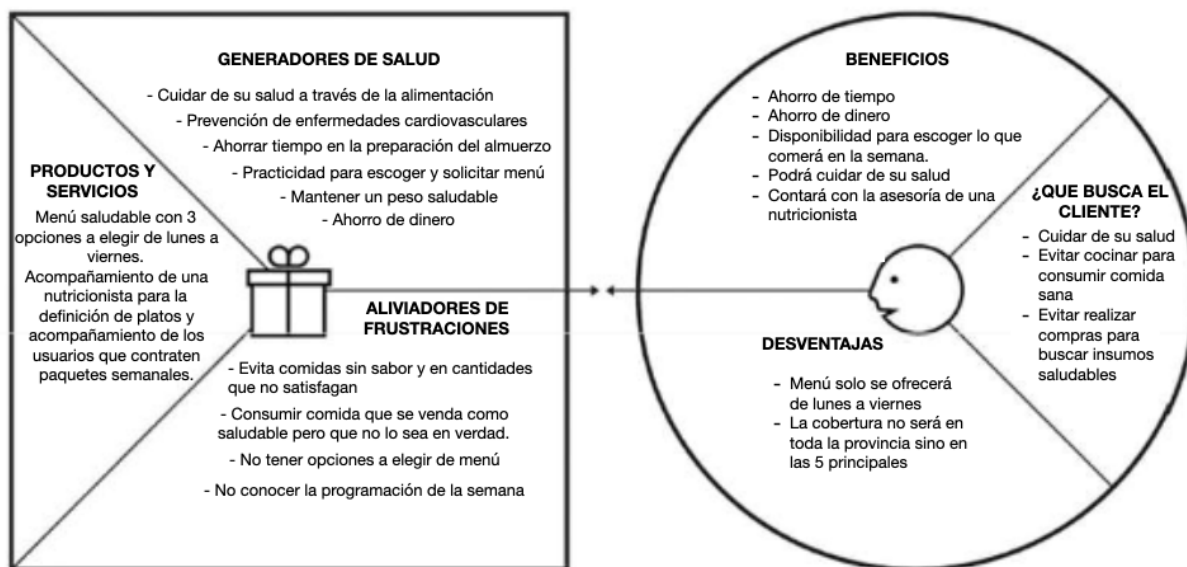 GENERADORES DE SALUD
- Cuidar de su salud a través de la alimentación
- Prevención de enfermedades cardiovasculares
- Ahorrar tiempo en la preparación del almuerzo
- Practicidad para escoger y solicitar menú
- Mantener un peso saludable
- Ahorro de dinero
PRODUCTOS Y
SERVICIOS
Menú saludable con 3
opciones a elegir de lunes a
viernes.
Acompañamiento de una
nutricionista para la
definición de platos y
acompañamiento de los
usuarios que contraten
paquetes semanales.
ALIVIADORES DE
FRUSTRACIONES
- Evita comidas sin sabor y en cantidades
que no satisfagan
- Consumir comida que se venda como
saludable pero que no lo sea en verdad.
- No tener opciones a elegir de menú
- No conocer la programación de la semana
BENEFICIOS
- Ahorro de tiempo
- Ahorro de dinero
- Disponibilidad para escoger lo que
comerá en la semana.
- Podrá cuidar de su salud
- Contará con la asesoría de una
nutricionista
¿QUE BUSCA EL
CLIENTE?
- Cuidar de su salud
- Evitar cocinar para
consumir comida
sana
- Evitar realizar
compras para
buscar insumos
saludables
DESVENTAJAS
- Menú solo se ofrecerá
de lunes a viernes
- La cobertura no será en
toda la provincia sino en
las 5 principales